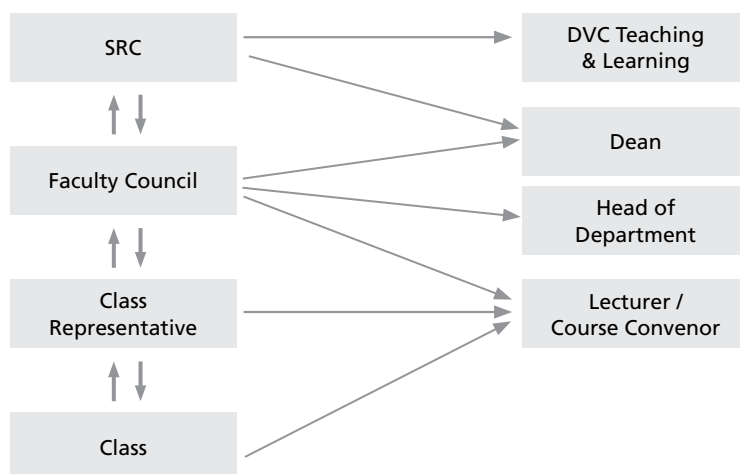 SRC
DVC Teaching
& Learning
Dean
Faculty Council
Head of
Department
Class
Representative
Lecturer /
Course Convenor
Class